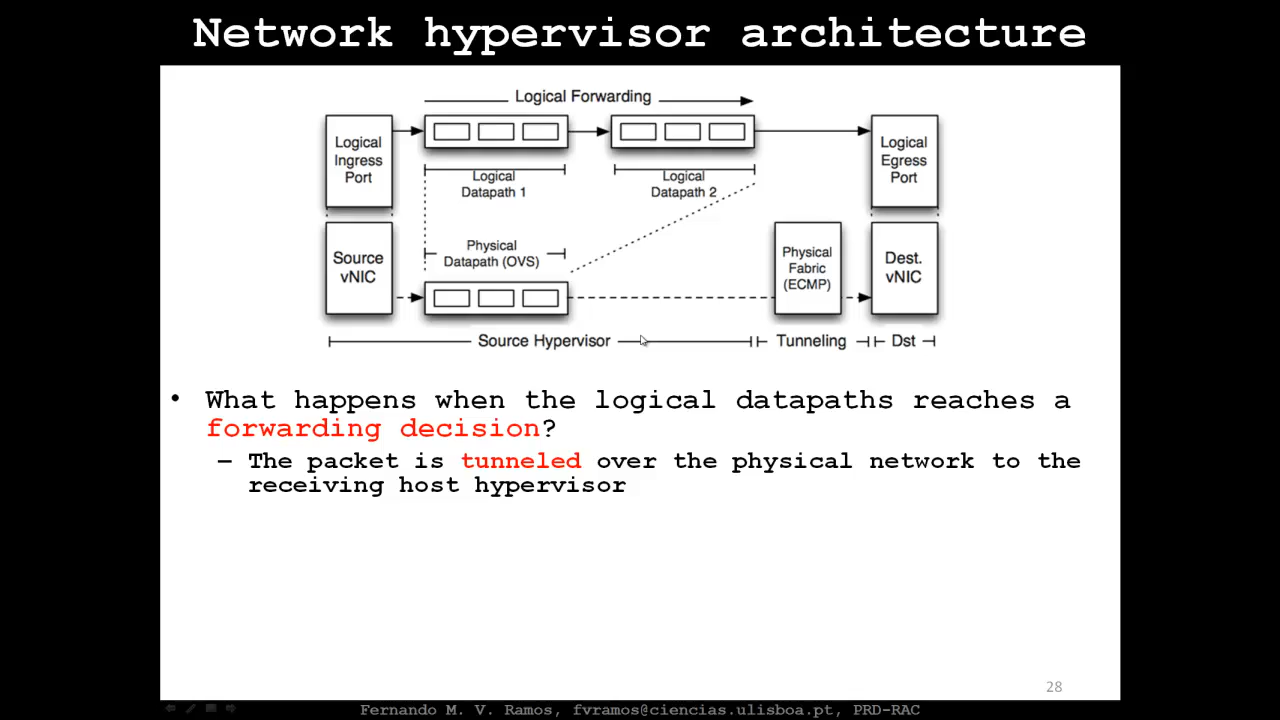 Network hypervisor architecture
Logical Forwarding
Logical
Ingress
Port
Logical
Egress
Port
Logical
Datapath 1
Logical
Datapath 2
Source
vNIC
Physical
Datapath (OVS)
Physical
Fabric
(ECMP)
Dest.
vNIC
Source Hypervisor
Tunneling
Dst
• What happens when the logical datapaths reaches a
forwarding decision?
– The packet is tunneled over the physical network to the
receiving host hypervisor
28
Fernando M. V. Ramos, fvramos@ciencias.ulisboa.pt, PRD-RAC